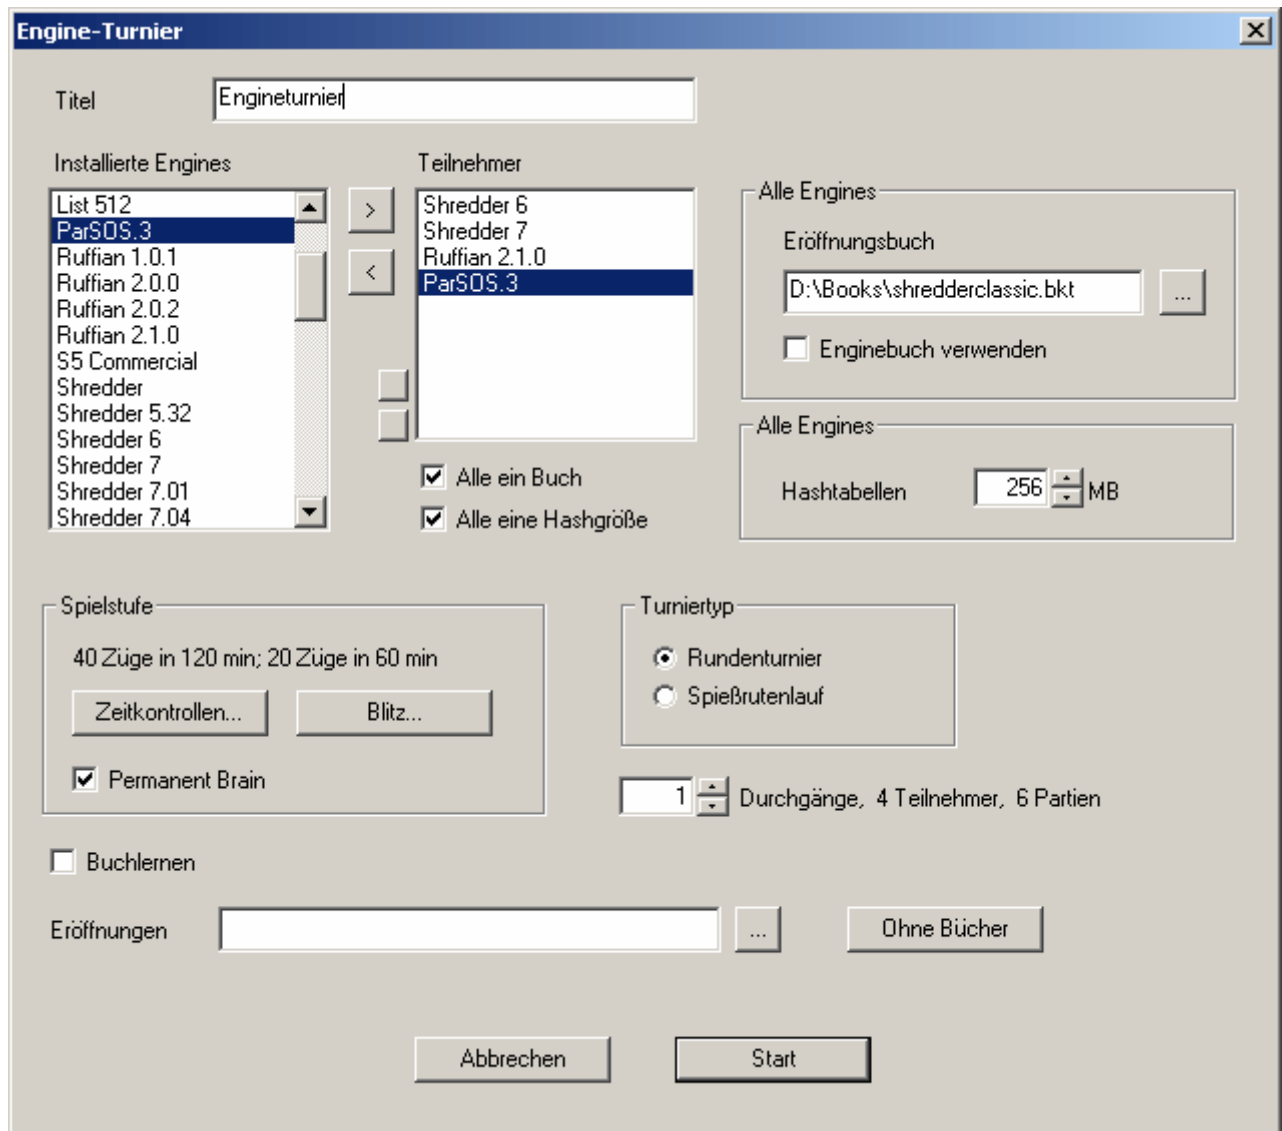 Engine-Turnier
Titel
Engineturnier
Installierte Engines
List 512
ParSOS.3
Ruffian 1.0.1
Ruffian 2.0.0
Ruffian 2.0.2
Ruffian 2.1.0
S5 Commercial
Shredder
Shredder 5.32
Shredder 6
Shredder 7
Shredder 7.01
Shredder 7.04
>
<
Teilnehmer
Shredder 6
Shredder 7
Ruffian 2.1.0
ParSOS.3
Alle ein Buch
Alle eine Hashgröße
Alle Engines
Eröffnungsbuch
D:\Books\shredderclassic.bkt
...
Enginebuch verwenden
Alle Engines
Hashtabellen 256 MB
Spielstufe
40 Züge in 120 min; 20 Züge in 60 min
Zeitkontrollen... Blitz...
Permanent Brain
Turniertyp
Rundenturnier
Spießrutenlauf
1 Durchgänge, 4 Teilnehmer, 6 Partien
Buchlernen
Eröffnungen ... Ohne Bücher
Abbrechen Start